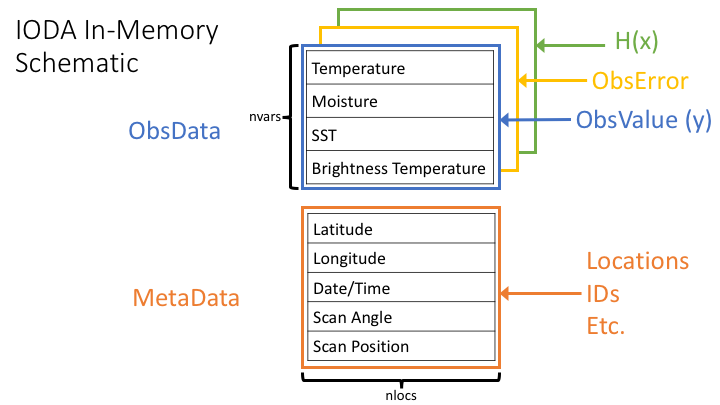 IODA In-Memory
Schematic
H(x)
ObsError
ObsValue (y)
ObsData
nvars
Temperature
Moisture
SST
Brightness Temperature
MetaData
Latitude
Longitude
Date/Time
Scan Angle
Scan Position
Locations
IDs
Etc.
nlocs